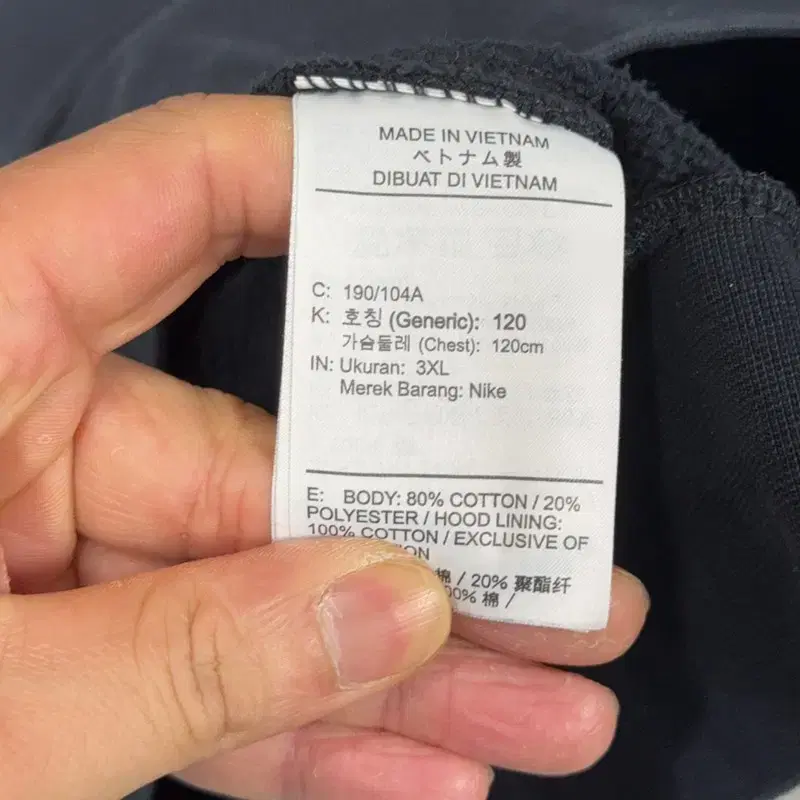 MADE IN VIETNAM
ベトナム製
DIBUAT DI VIETNAM
C: 190/104A
K: 호칭 (Generic): 120
가슴둘레 (Chest): 120cm
IN: Ukuran: 3XL
Merek Barang: Nike
E: BODY: 80% COTTON / 20%
POLYESTER / HOOD LINING:
100% COTTON / EXCLUSIVE OF
棉 / 20% 聚酯纤
00% 棉 /